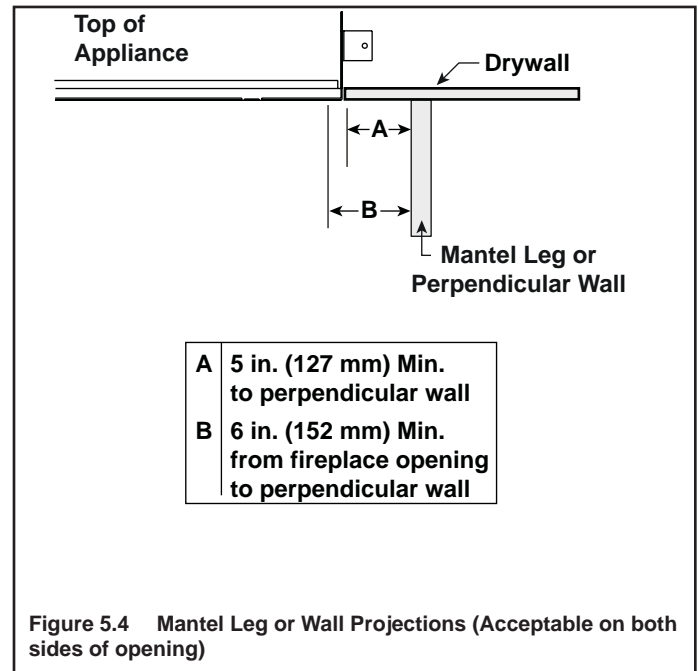 Top of
Appliance
Drywall
A
B
Mantel Leg or
Perpendicular Wall
A 5 in. (127 mm) Min.
to perpendicular wall
B 6 in. (152 mm) Min.
from fireplace opening
to perpendicular wall
Figure 5.4 Mantel Leg or Wall Projections (Acceptable on both
sides of opening)